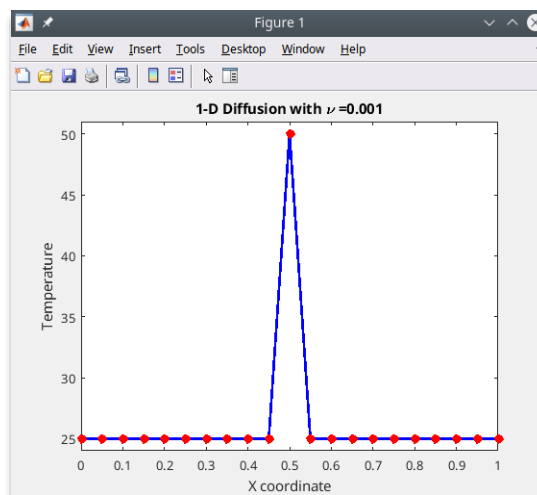 Figure 1
File Edit View Insert Tools Desktop Window Help
1-D Diffusion with ν =0.001
50
45
40
35
30
25
Temperature
0 0.1 0.2 0.3 0.4 0.5 0.6 0.7 0.8 0.9 1
X coordinate